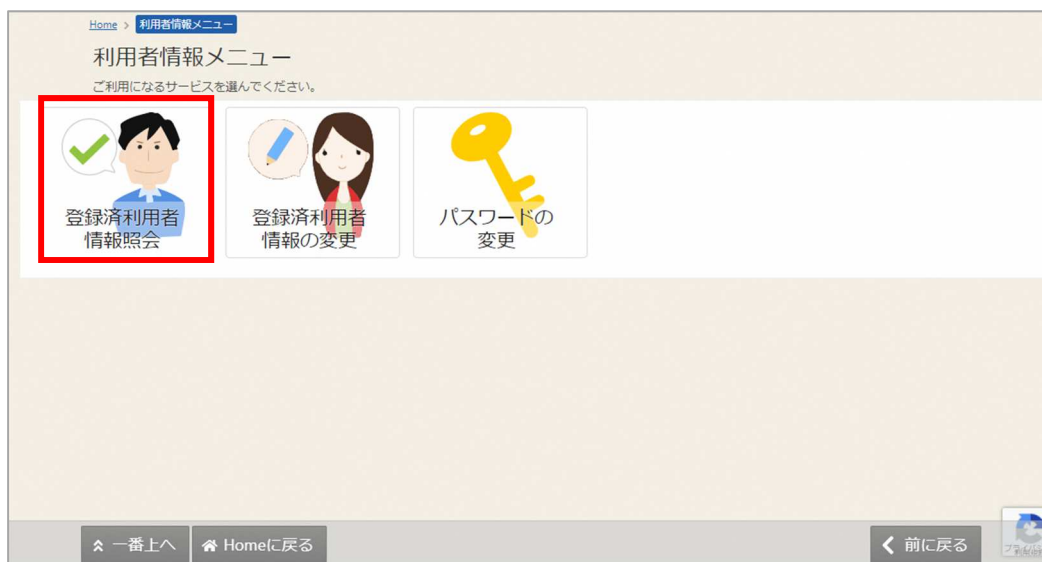 Home > 利用者情報メニュー
利用者情報メニュー
ご利用になるサービスを選んでください。
登録済利用者
情報照会
登録済利用者
情報の変更
パスワードの
変更
一番上へ
Homeに戻る
前に戻る